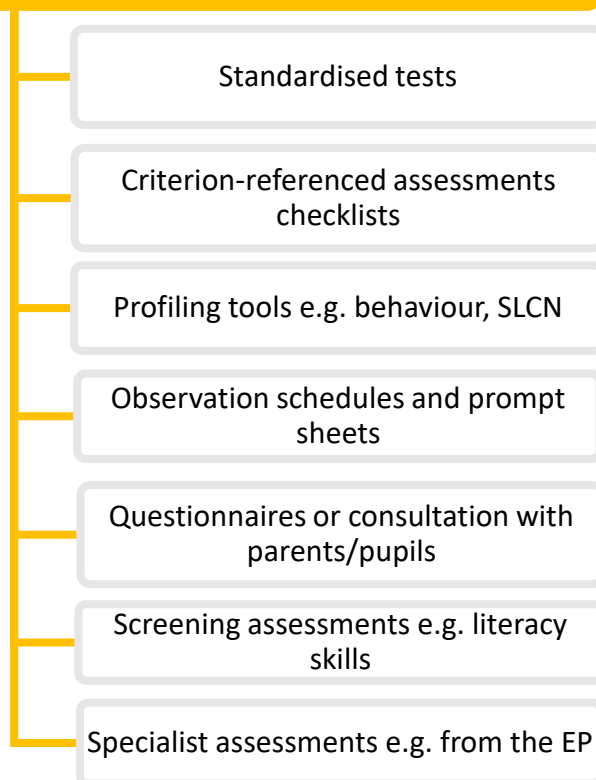 Standardised tests
Criterion-referenced assessments
checklists
Profiling tools e.g. behaviour, SLCN
Observation schedules and prompt
sheets
Questionnaires or consultation with
parents/pupils
Screening assessments e.g. literacy
skills
Specialist assessments e.g. from the EP